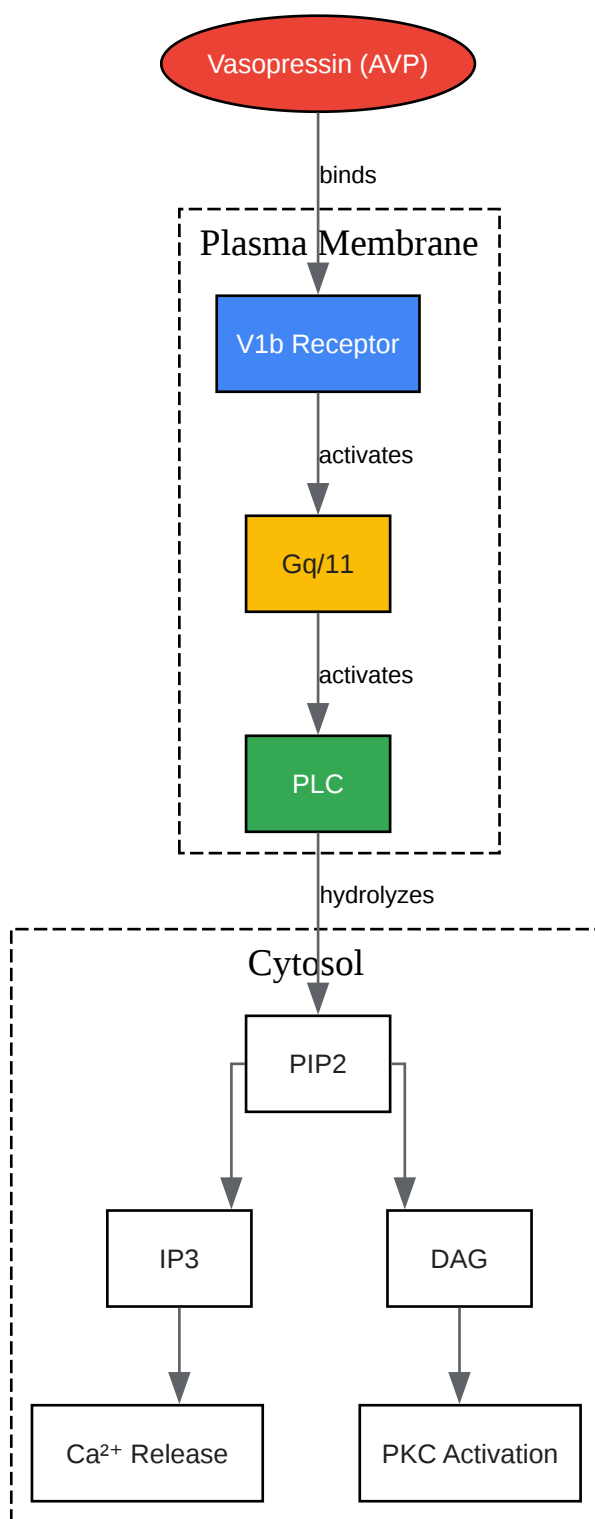 Vasopressin (AVP)
binds
Plasma Membrane
V1b Receptor
activates
Gq/11
activates
PLC
hydrolyzes
Cytosol
PIP2
IP3
DAG
Ca²⁺ Release
PKC Activation